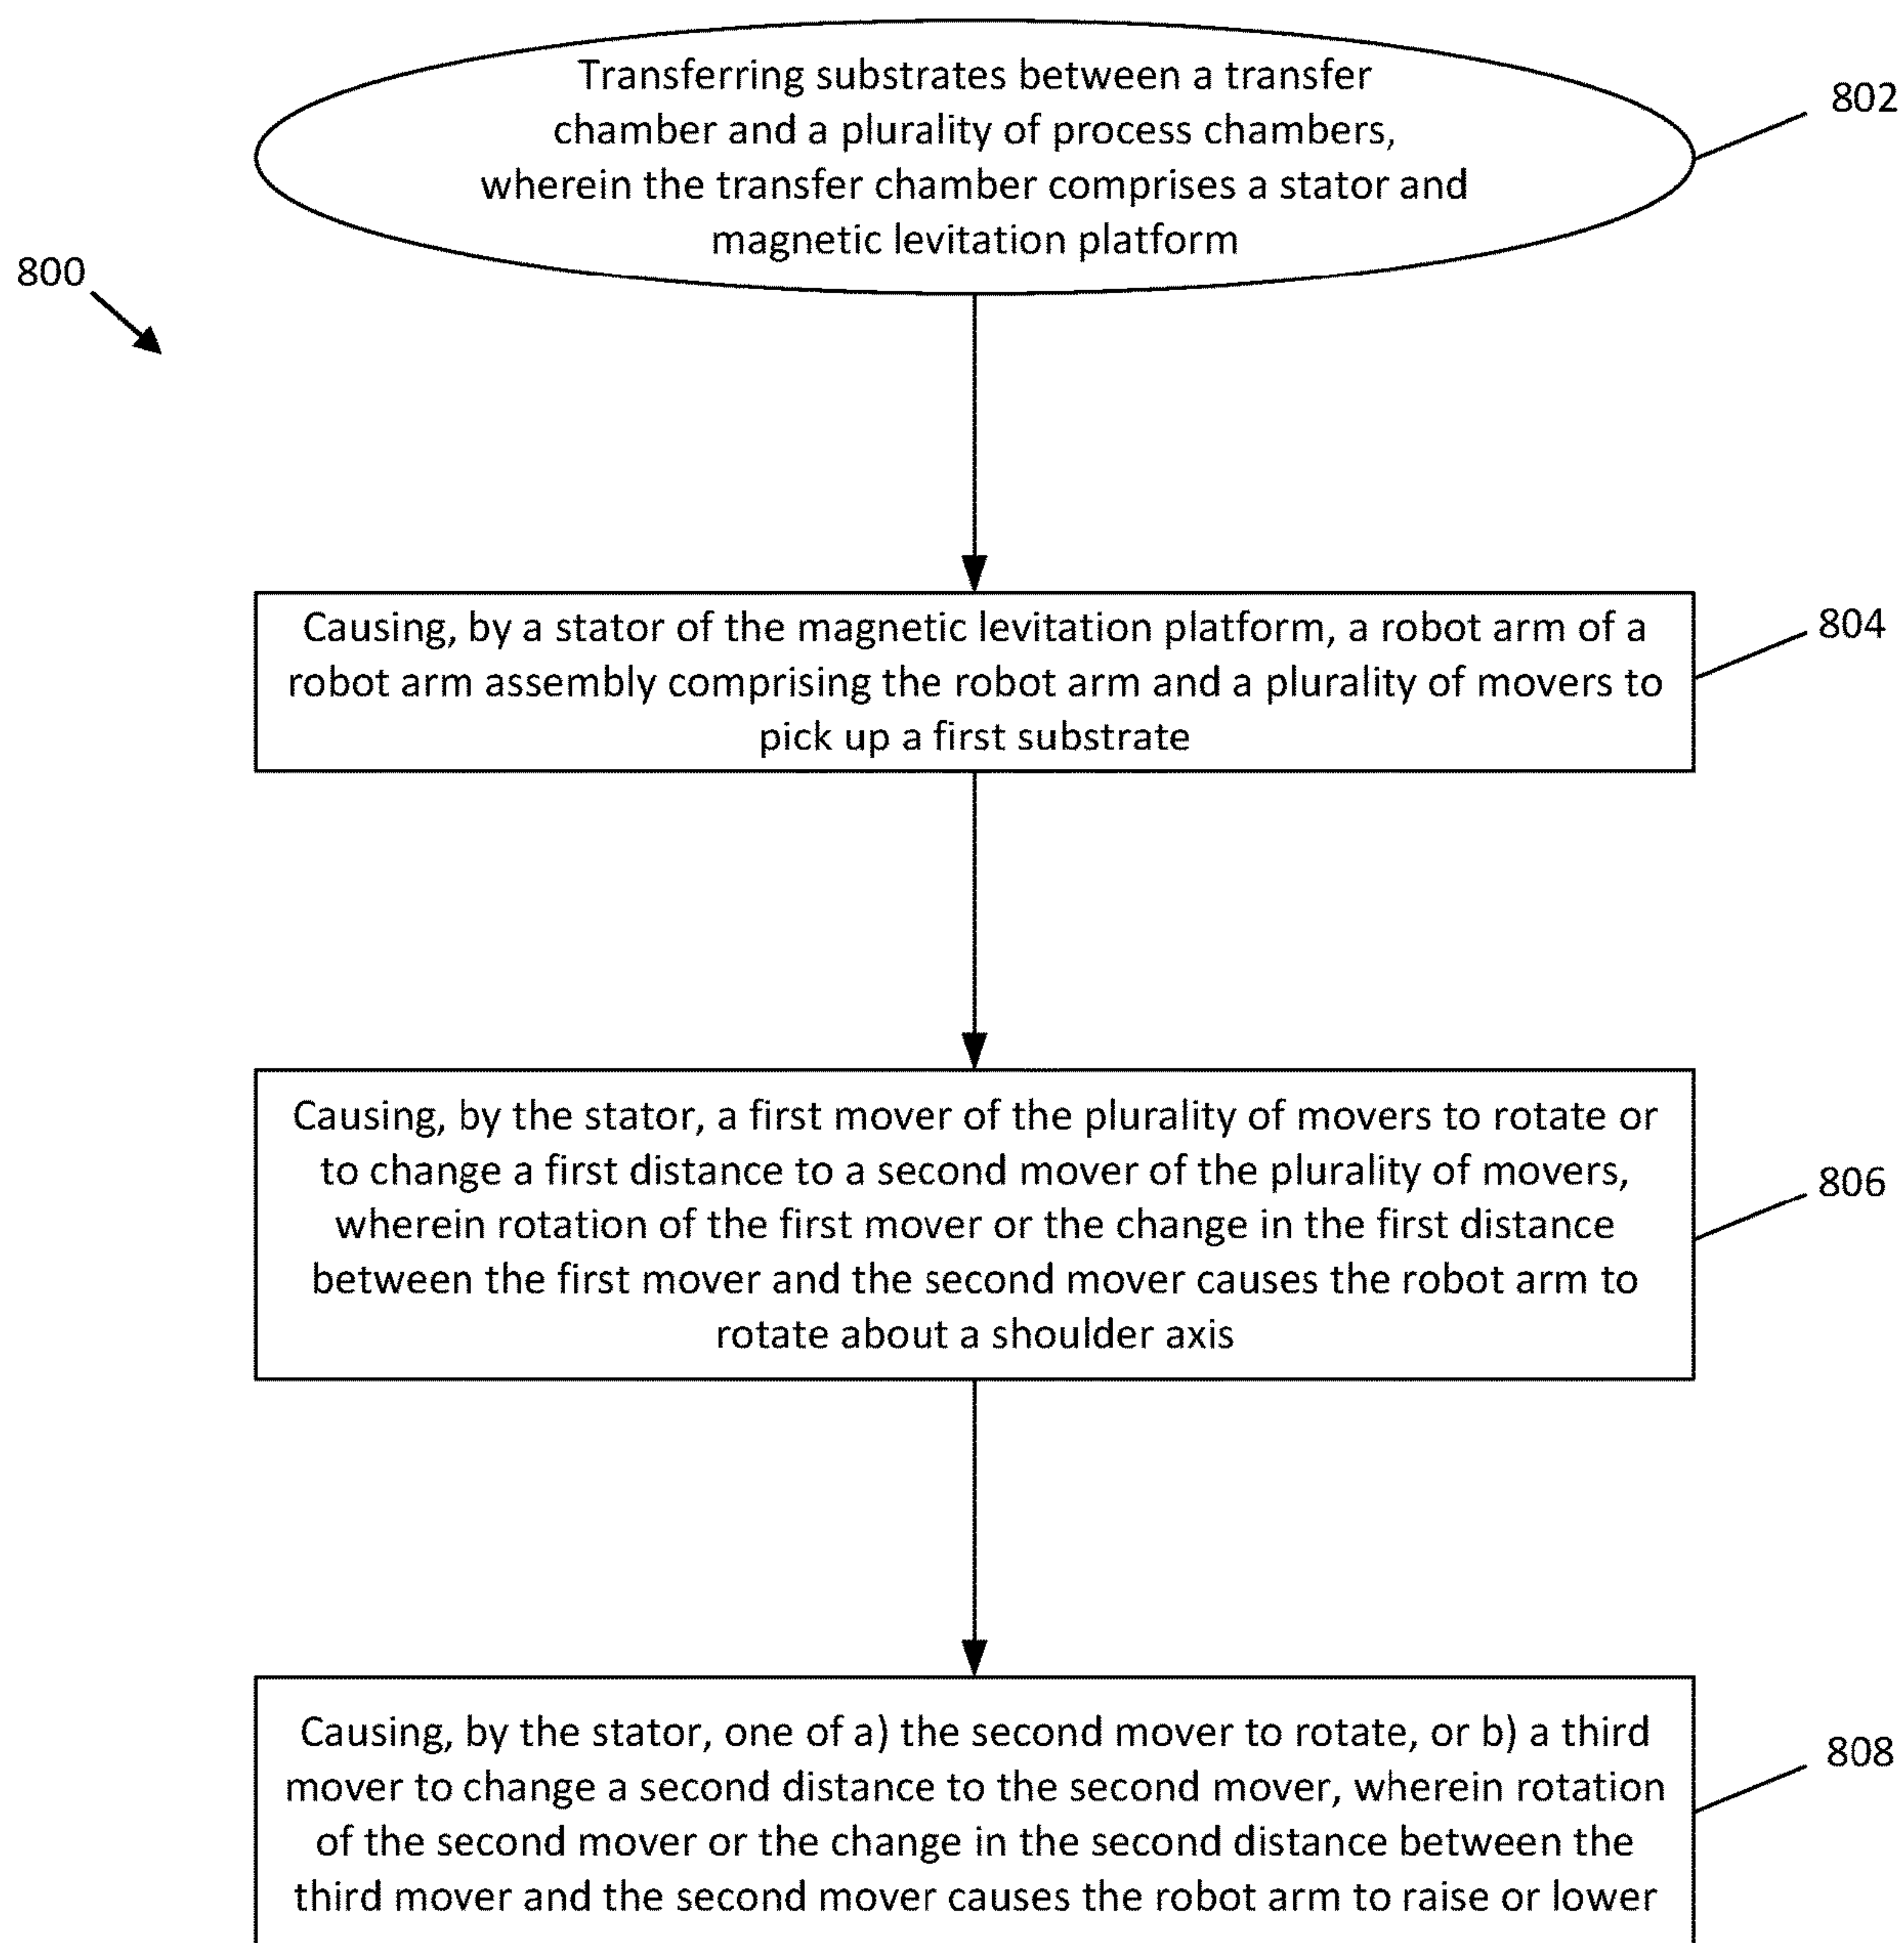 Transferring substrates between a transfer
chamber and a plurality of process chambers,
wherein the transfer chamber comprises a stator and
magnetic levitation platform
802
800
Causing, by a stator of the magnetic levitation platform, a robot arm of a
robot arm assembly comprising the robot arm and a plurality of movers to
pick up a first substrate
804
Causing, by the stator, a first mover of the plurality of movers to rotate or
to change a first distance to a second mover of the plurality of movers,
wherein rotation of the first mover or the change in the first distance
between the first mover and the second mover causes the robot arm to
rotate about a shoulder axis
806
Causing, by the stator, one of a) the second mover to rotate, or b) a third
mover to change a second distance to the second mover, wherein rotation
of the second mover or the change in the second distance between the
third mover and the second mover causes the robot arm to raise or lower
808